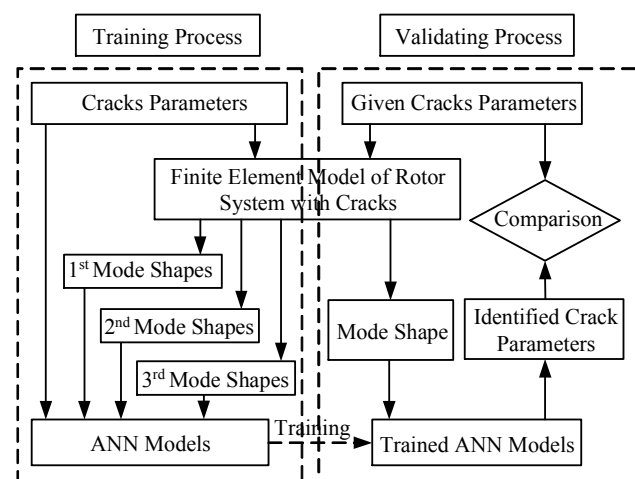 Training Process
Validating Process
Cracks Parameters
Given Cracks Parameters
Finite Element Model of Rotor
System with Cracks
Comparison
1st Mode Shapes
2nd Mode Shapes
3rd Mode Shapes
Mode Shape
Identified Crack
Parameters
ANN Models
Training
Trained ANN Models